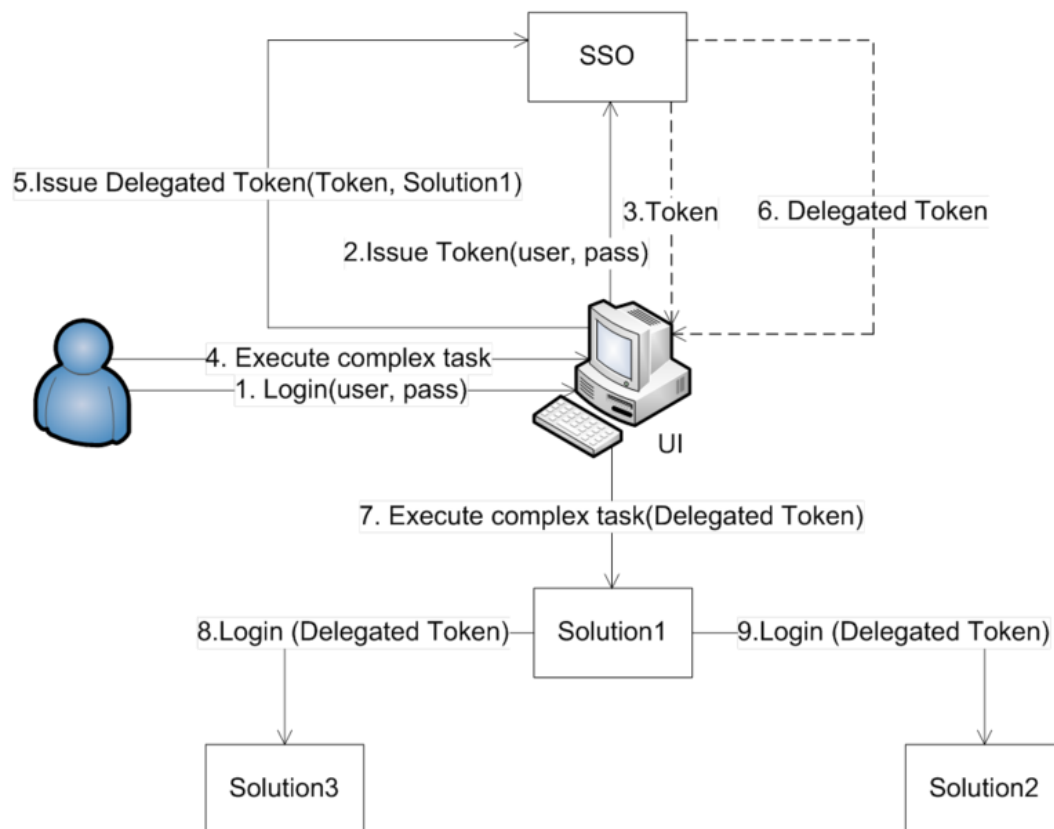 SSO
5.Issue Delegated Token(Token, Solution1)
3.Token
6. Delegated Token
2.Issue Token(user, pass)
4. Execute complex task
1. Login(user, pass)
UI
7. Execute complex task(Delegated Token)
8.Login (Delegated Token)
Solution1
9.Login (Delegated Token)
Solution3
Solution2